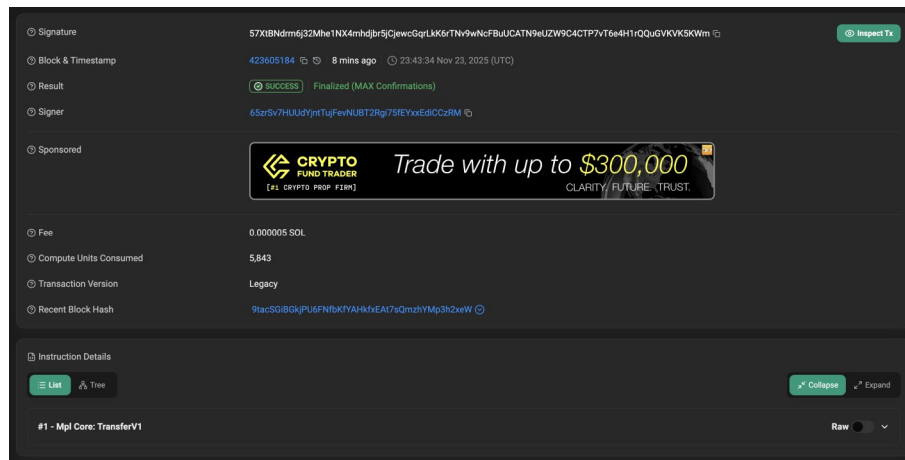 Signature
57XtBNdrm6j32Mhe1NX4mhdjbr5jCjewcGqrLkK6rTNv9wNcFBuUCATN9eUZW9C4CTP7vT6e4H1rQQuGVKVK5KWm
Inspect Tx
Block & Timestamp
423605184 8 mins ago 23:43:34 Nov 23, 2025 (UTC)
Result
SUCCESS Finalized (MAX Confirmations)
Signer
65zrSv7HUUdYjntTujFevNUBT2Rgi75fEYxxEdiCCzRM
Sponsored
CRYPTO
FUND TRADER
[#1 CRYPTO PROP FIRM]
Trade with up to $300,000
CLARITY. FUTURE. TRUST.
Fee
0.000005 SOL
Compute Units Consumed
5,843
Transaction Version
Legacy
Recent Block Hash
9tacSGiBGkjPU6FNfbKfYAHkfxEAt7sQmzhYMp3h2xeW
Instruction Details
List Tree
Collapse Expand
#1 - Mpl Core: TransferV1
Raw